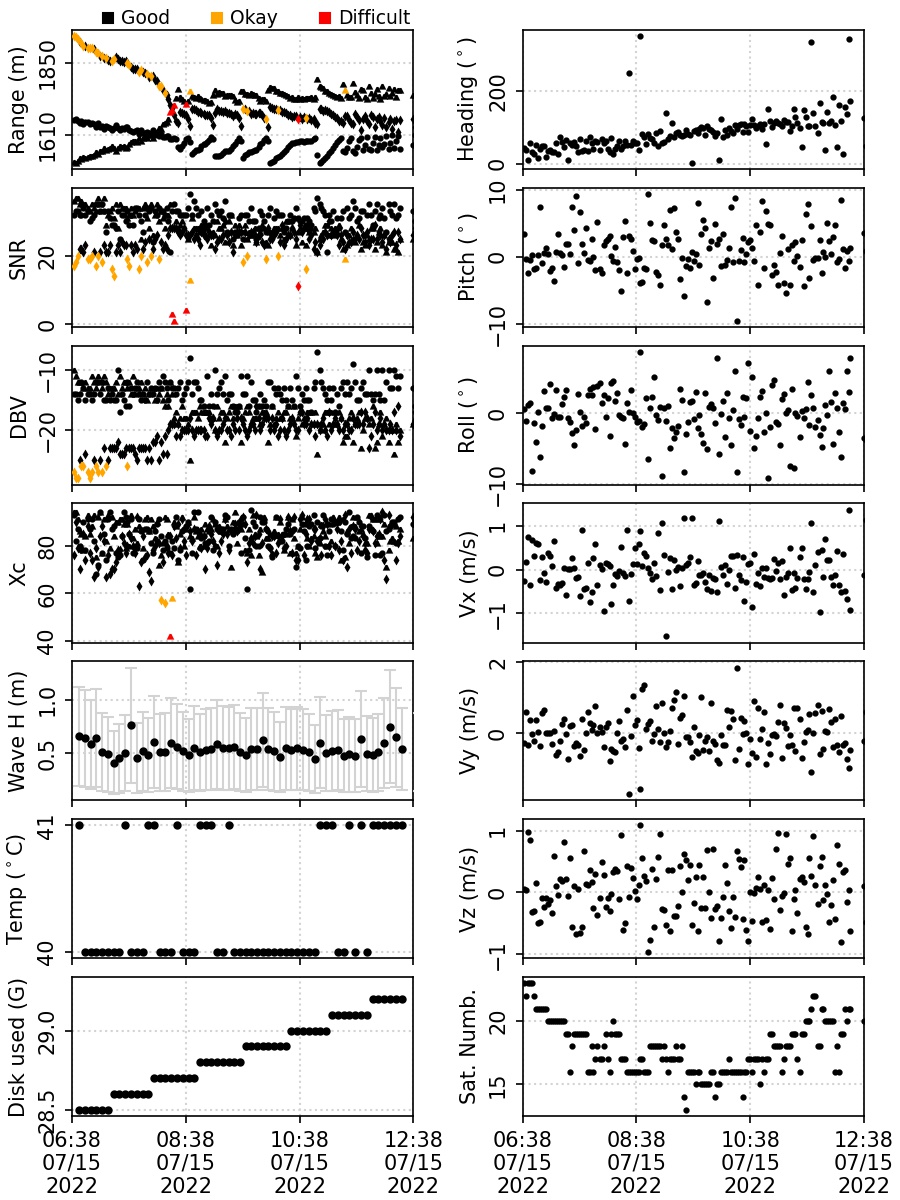 Good Okay Difficult
Range (m)
1850
1610
Heading (°)
200
0
SNR
20
0
Pitch (°)
10
0
−10
DBV
−10
−20
Roll (°)
0
−10
Xc
80
60
40
Vx (m/s)
1
0
−1
Wave H (m)
1.0
0.5
Vy (m/s)
2
0
Temp (°C)
41
40
Vz (m/s)
1
0
−1
Disk used (G)
29.0
28.5
Sat. Numb.
20
15
06:38 08:38 10:38 12:38
07/15 07/15 07/15 07/15
2022 2022 2022 2022
06:38 08:38 10:38 12:38
07/15 07/15 07/15 07/15
2022 2022 2022 2022